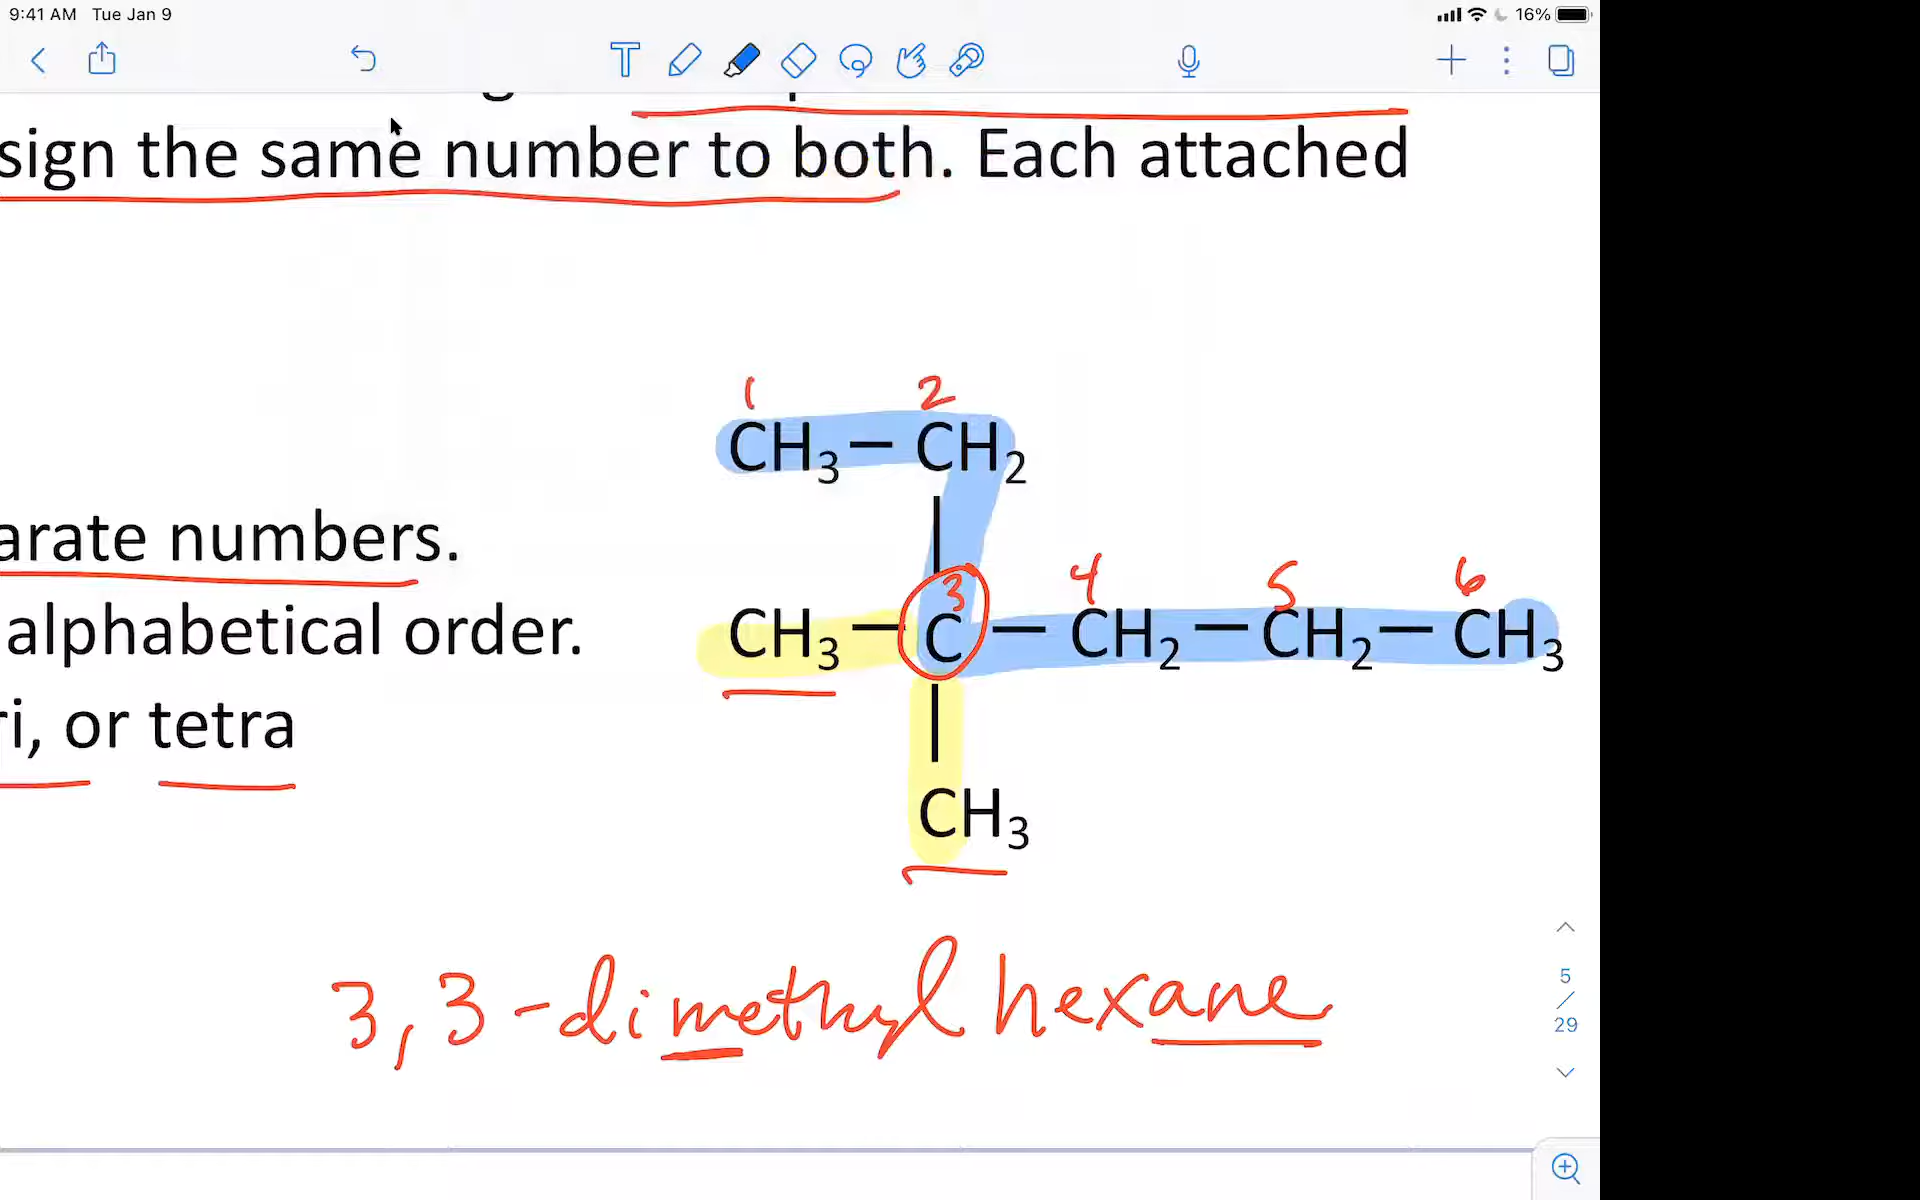 9:41 AM Tue Jan 9 16%
sign the same number to both. Each attached
1 2
CH₃ — CH₂
arate numbers.
3 4 5 6
CH₃ — C — CH₂ — CH₂ — CH₃
alphabetical order.
ri, or tetra
CH₃
3,3-dimethyl hexane
5
/
29